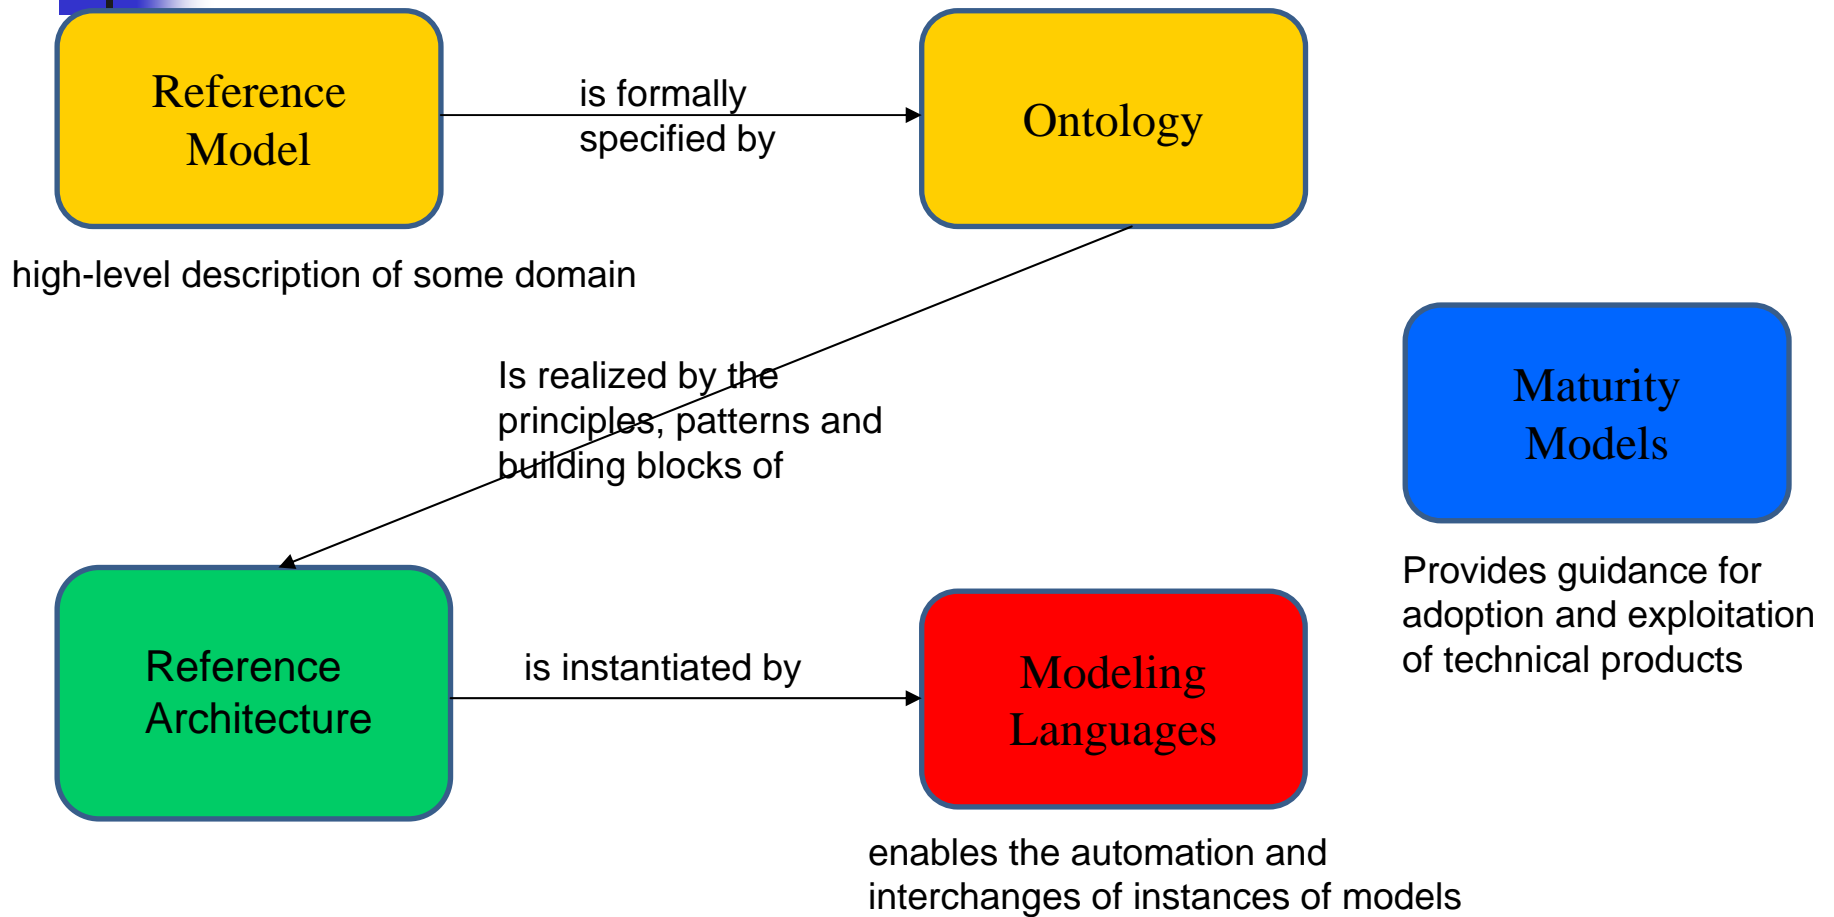 Reference
Model
is formally
specified by
Ontology
high-level description of some domain
Is realized by the
principles, patterns and
building blocks of
Maturity
Models
Provides guidance for
adoption and exploitation
of technical products
Reference
Architecture
is instantiated by
Modeling
Languages
enables the automation and
interchanges of instances of models